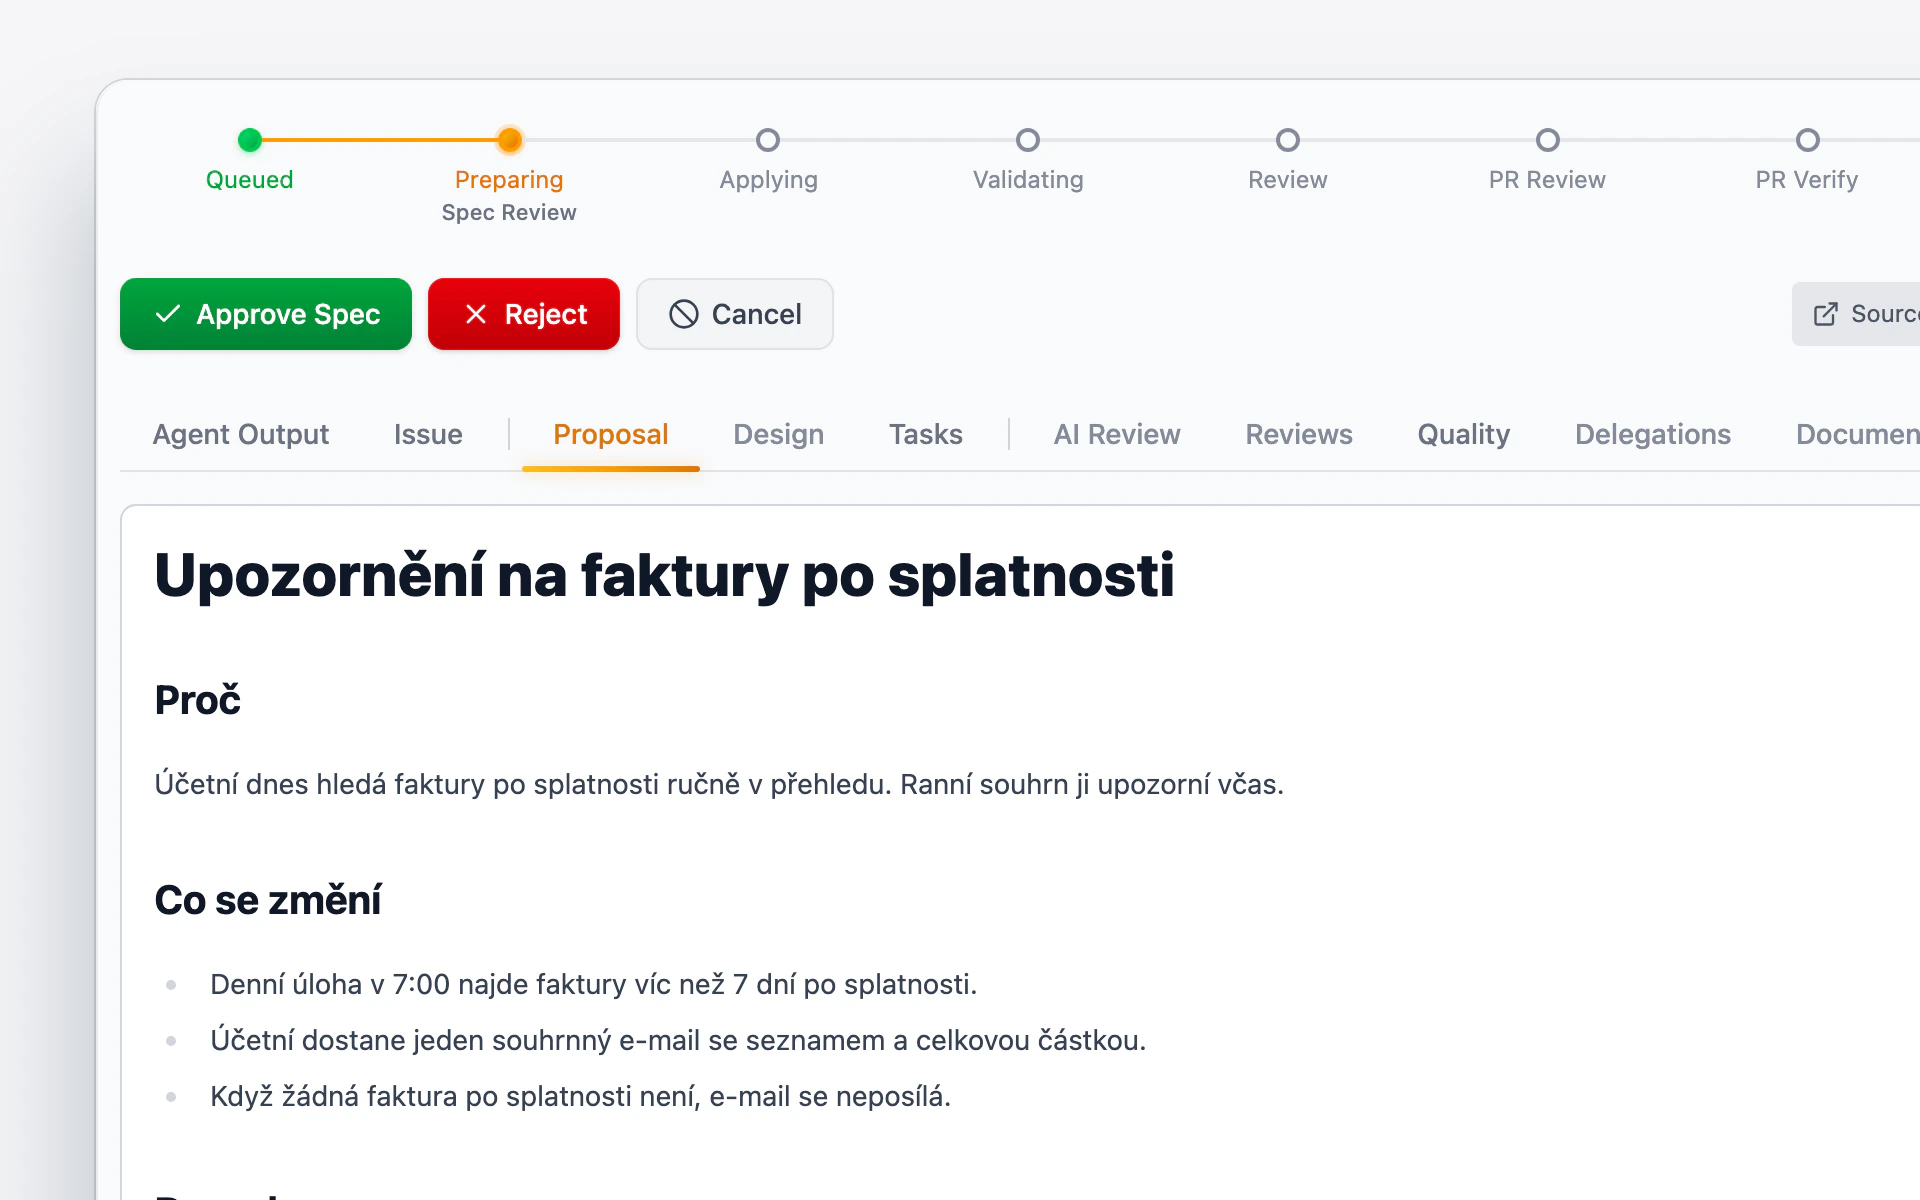 Queued
Preparing
Applying
Validating
Review
PR Review
PR Verify
Spec Review
Approve Spec
Reject
Cancel
Agent Output
Issue
Proposal
Design
Tasks
AI Review
Reviews
Quality
Delegations
Upozornění na faktury po splatnosti
Proč
Účetní dnes hledá faktury po splatnosti ručně v přehledu. Ranní souhrn ji upozorní včas.
Co se změní
Denní úloha v 7:00 najde faktury víc než 7 dní po splatnosti.
Účetní dostane jeden souhrnný e-mail se seznamem a celkovou částkou.
Když žádná faktura po splatnosti není, e-mail se neposílá.